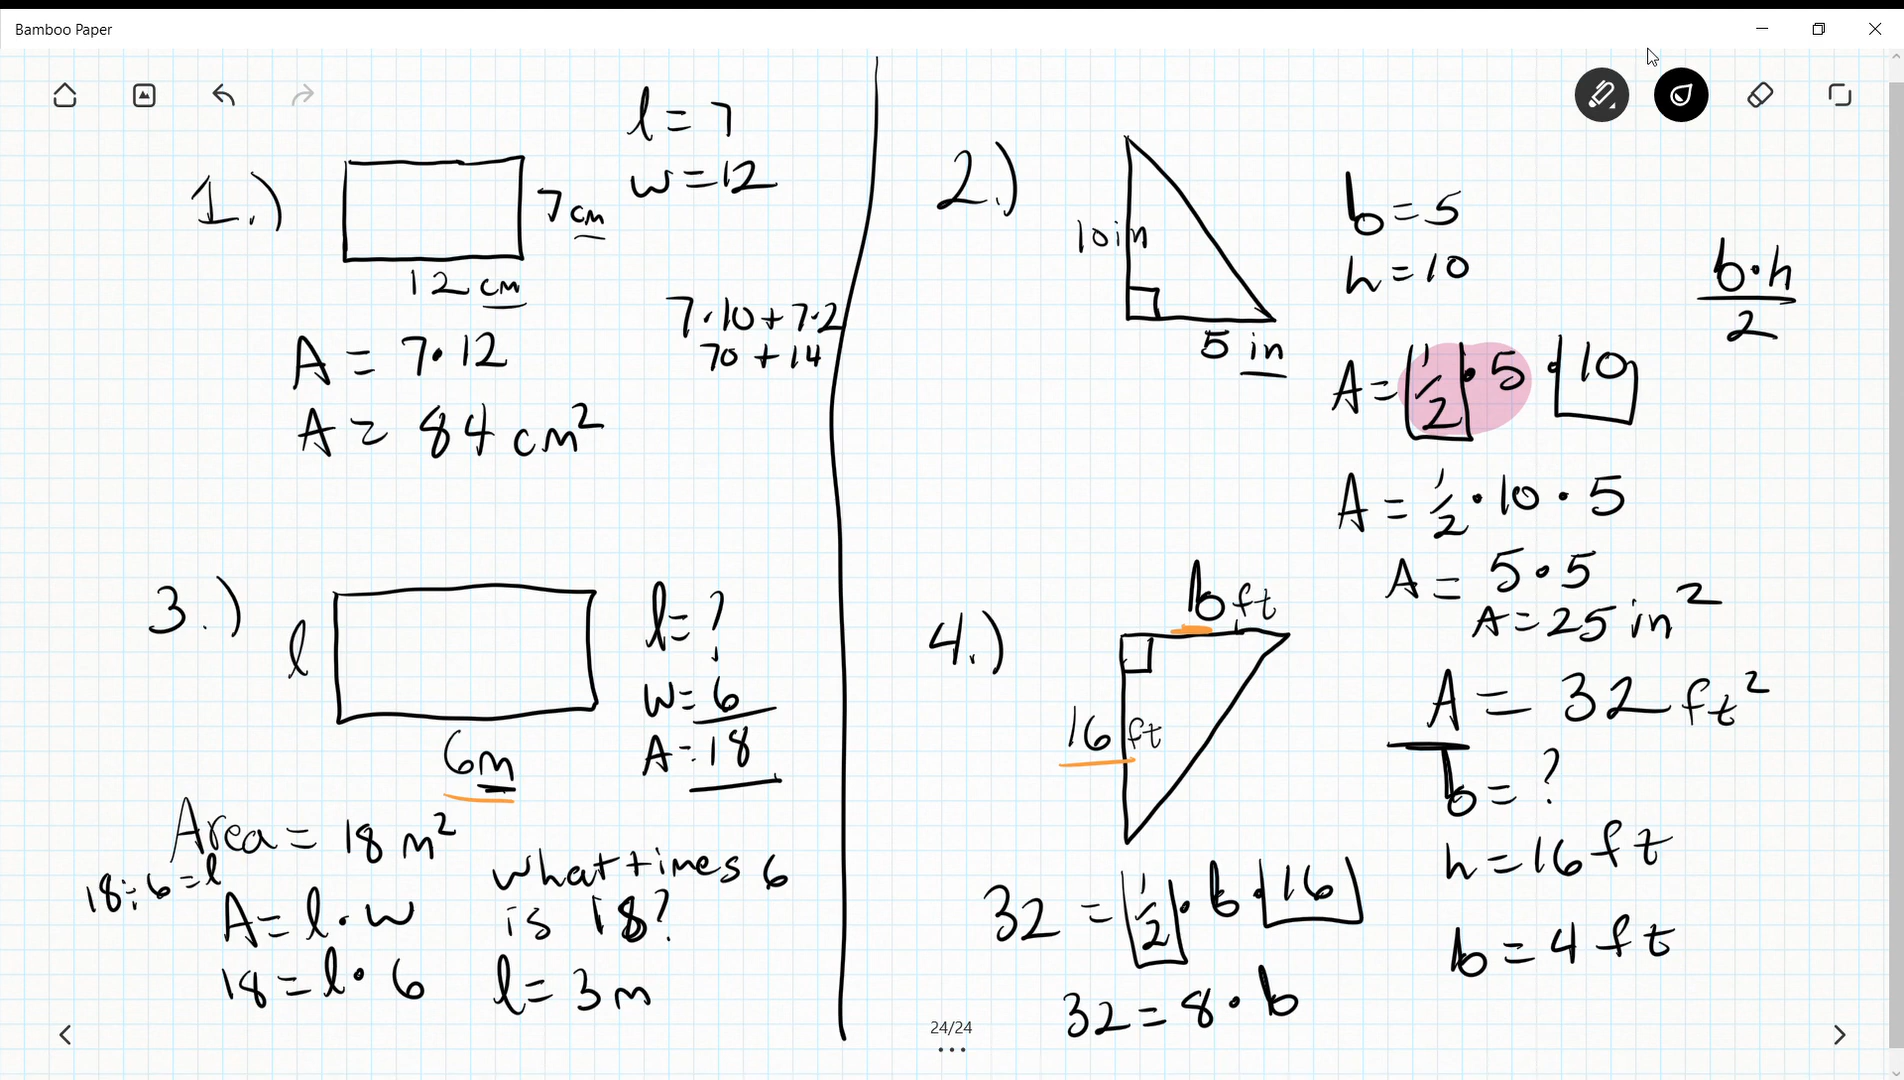 Bamboo Paper
1.)
7 cm
12 cm
l = 7
w = 12
7·10 + 7·2
70 + 14
A = 7·12
A = 84 cm²
2.)
10in
5 in
b = 5
h = 10
b·h
2
A = 1/2 · 5 · 10
A = 1/2 · 10 · 5
A = 5·5
A = 25 in²
3.)
l
6m
l = ?
w = 6
A = 18
Area = 18 m²
18÷6 = l
A = l·w
18 = l·6
what times 6
is 18?
l = 3m
4.)
b ft
16 ft
A = 32 ft²
b = ?
h = 16 ft
32 = 1/2 · b · 16
32 = 8 · b
b = 4 ft
24/24